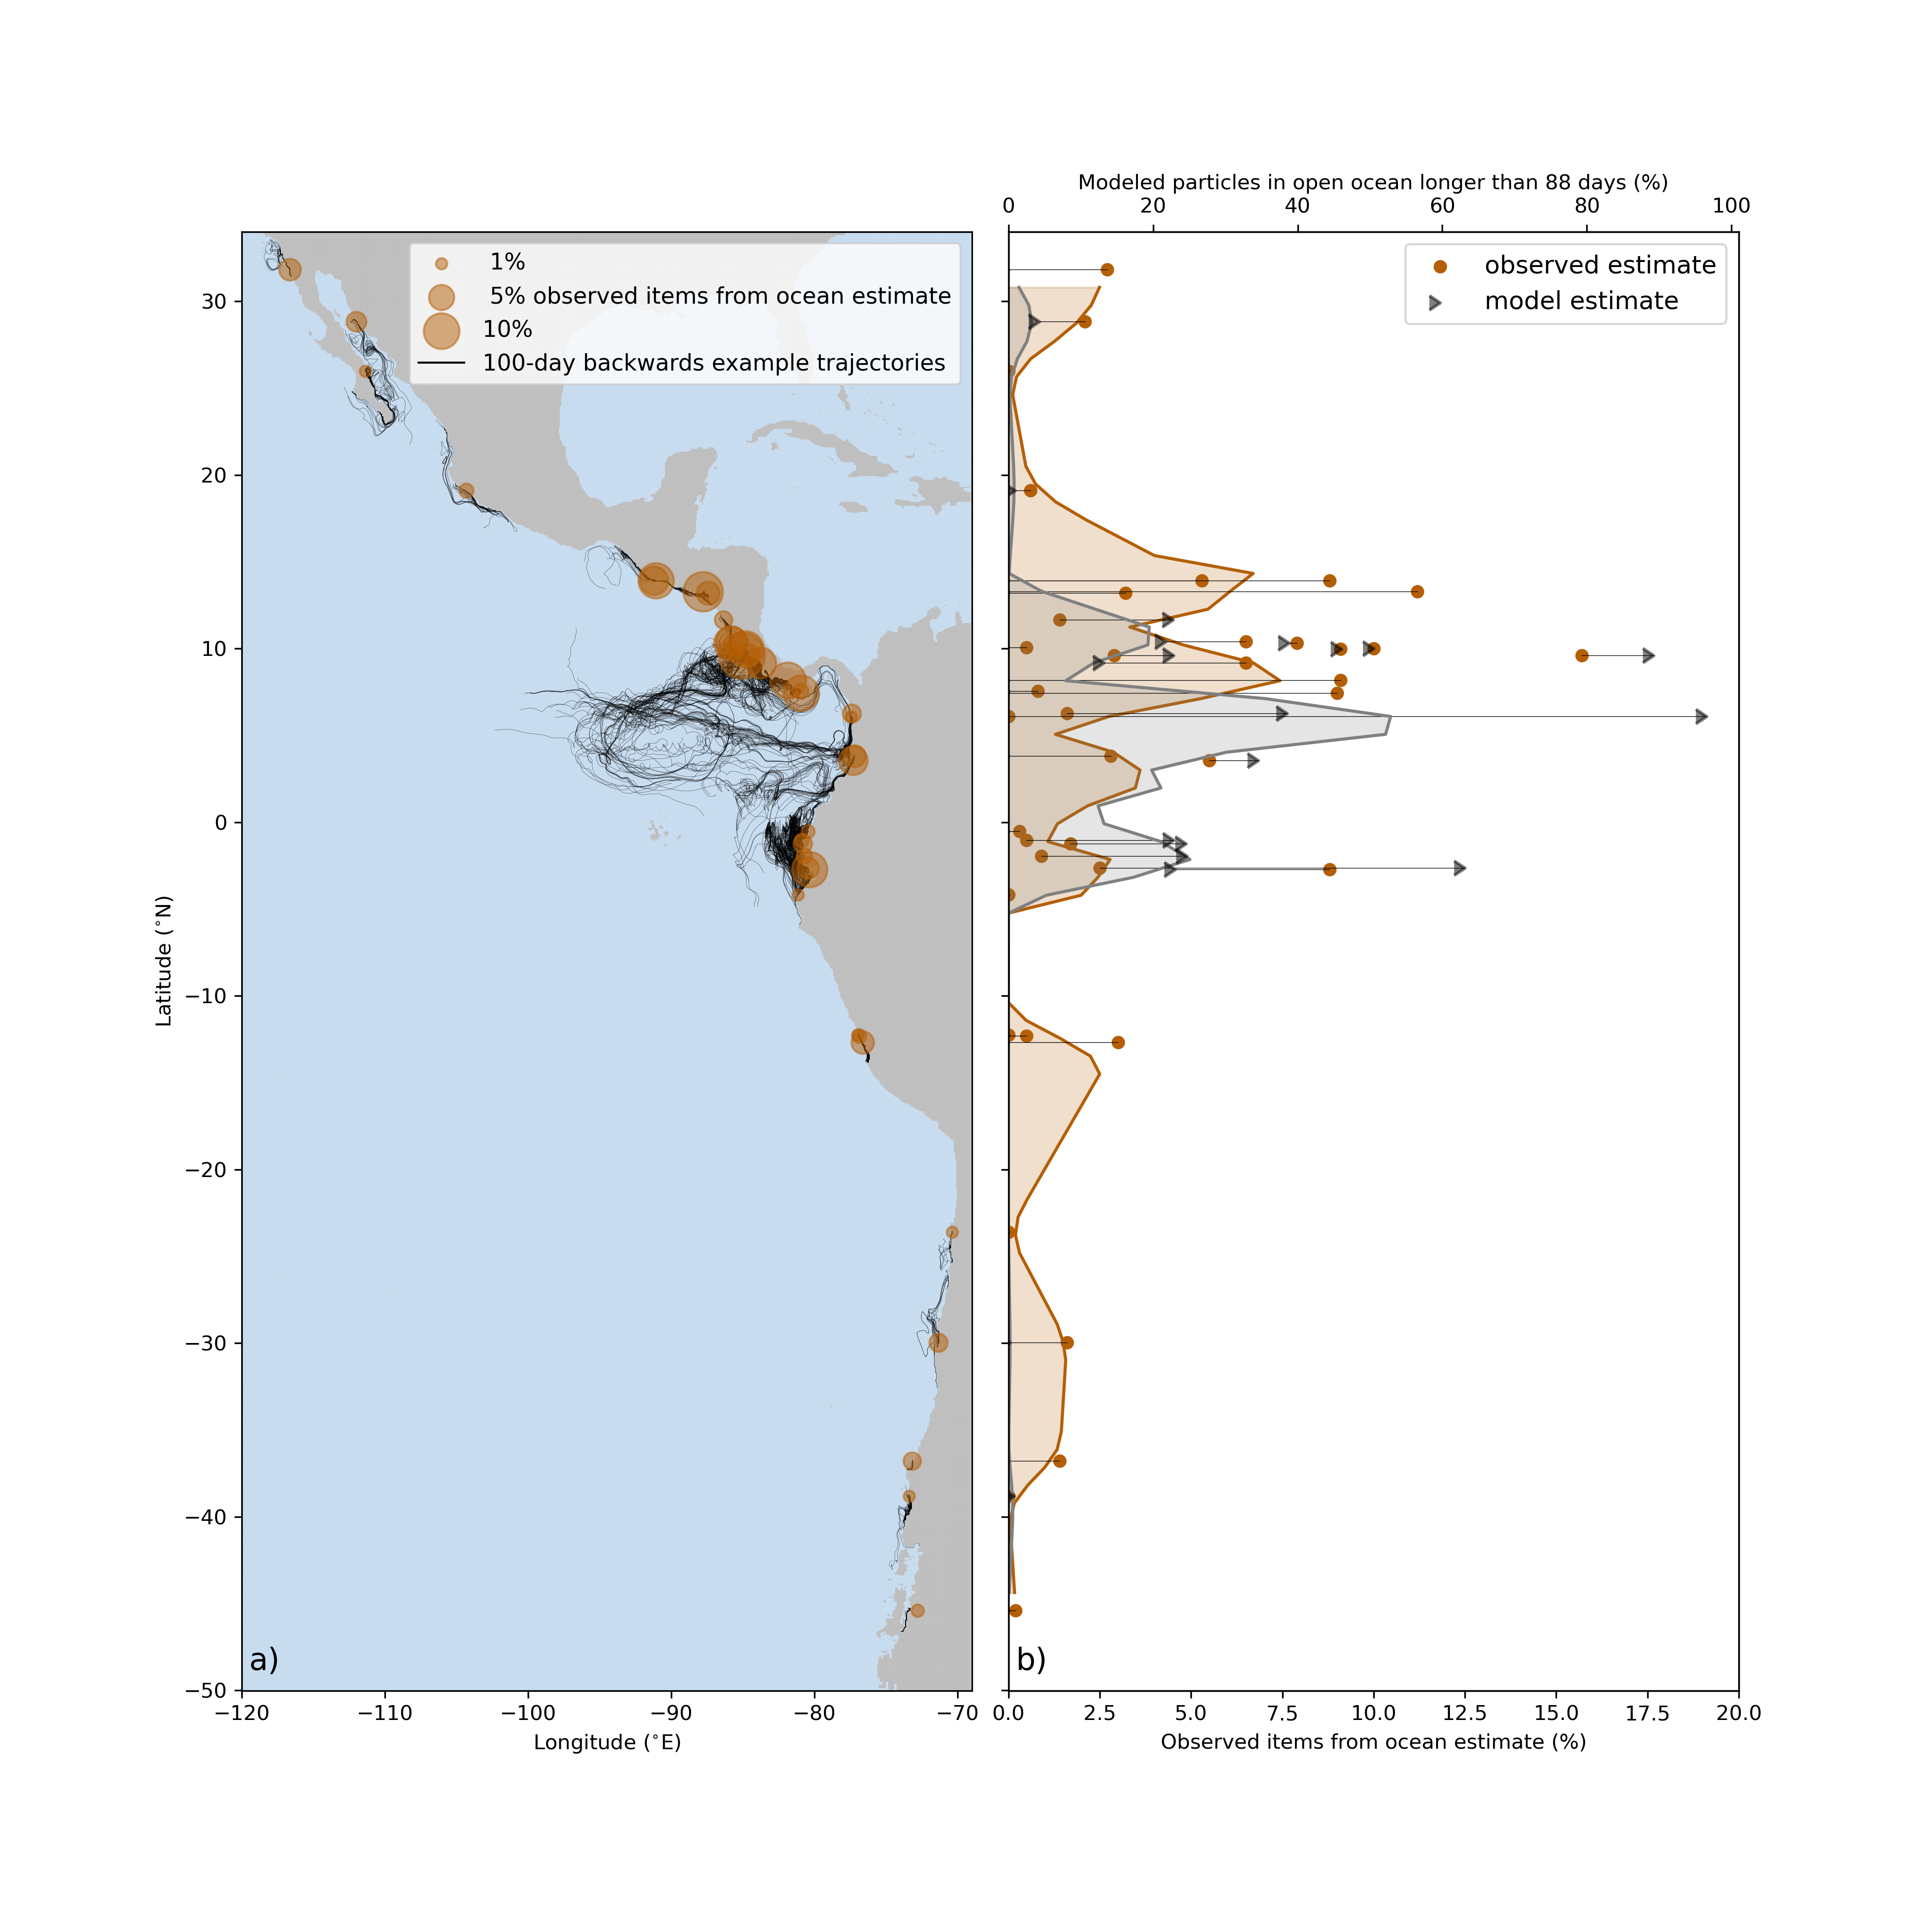 Modeled particles in open ocean longer than 88 days (%)
0 20 40 60 80 100
1%
5% observed items from ocean estimate
10%
100-day backwards example trajectories
observed estimate
model estimate
30
20
10
0
−10
−20
−30
−40
−50
Latitude (°N)
a)
b)
−120 −110 −100 −90 −80 −70
0.0 2.5 5.0 7.5 10.0 12.5 15.0 17.5 20.0
Longitude (°E)
Observed items from ocean estimate (%)